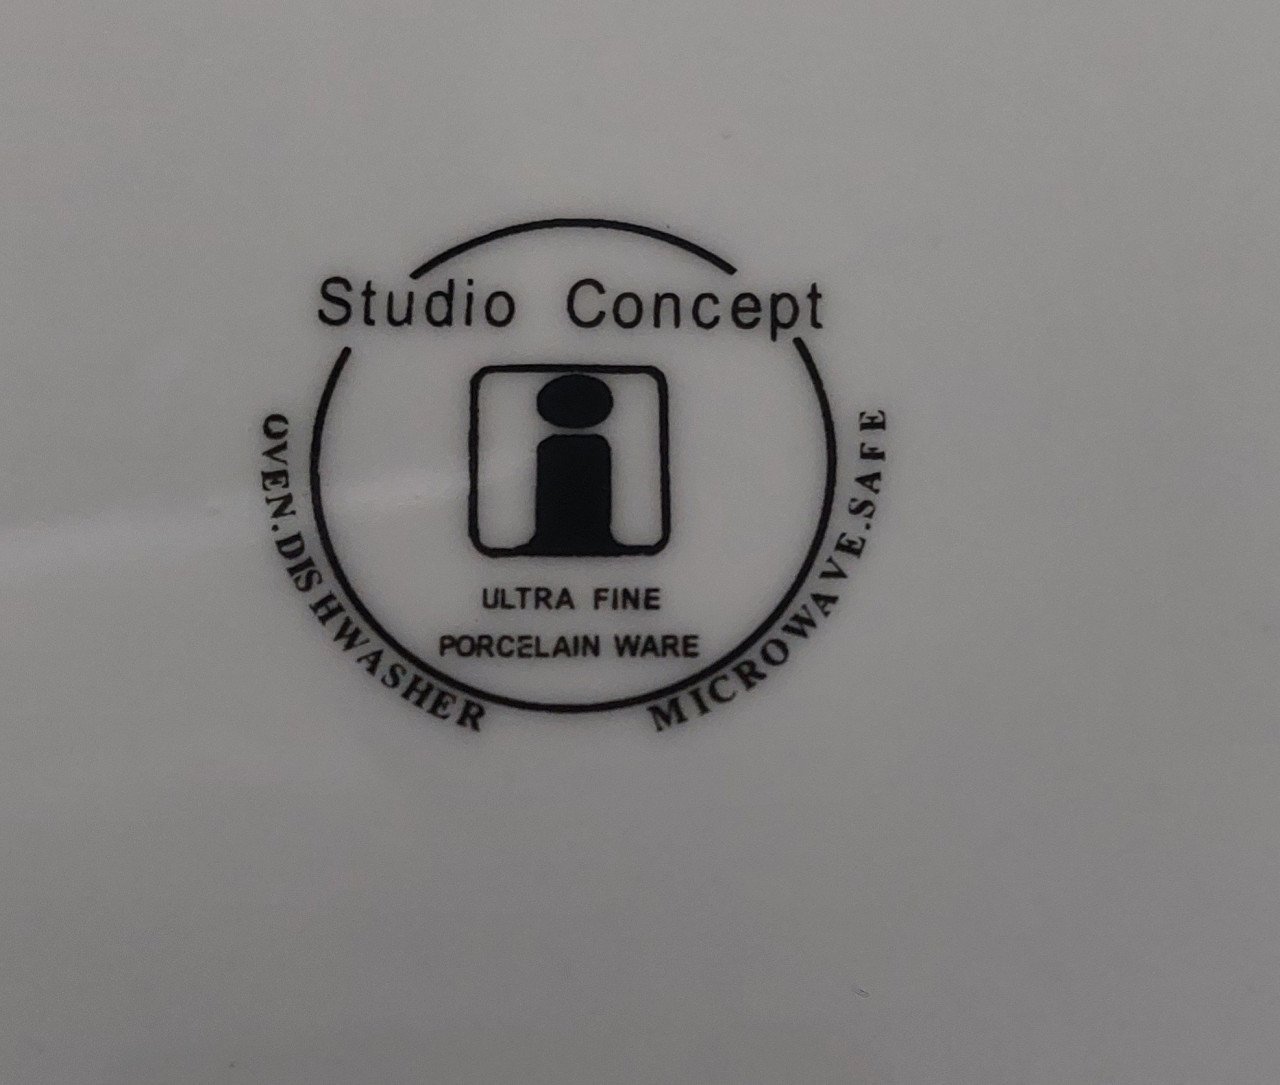 Studio Concept
i
ULTRA FINE
PORCELAIN WARE
OVEN.DISHWASHER
MICROWAVE.SAFE